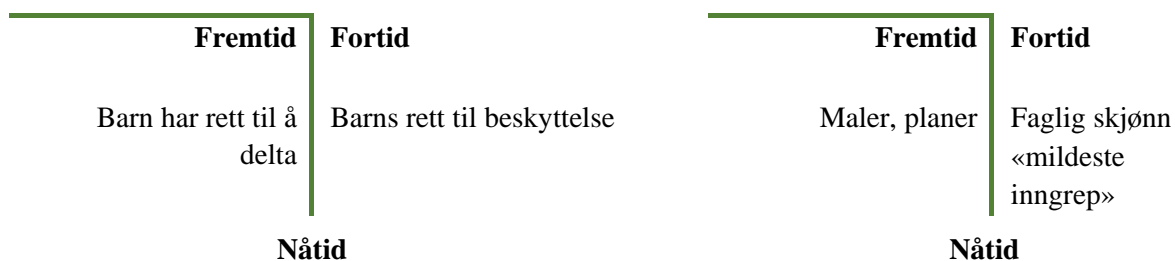 Fremtid
Fortid
Barn har rett til å
delta
Barns rett til beskyttelse
Nåtid
Fremtid
Fortid
Maler, planer
Faglig skjønn
«mildeste
inngrep»
Nåtid